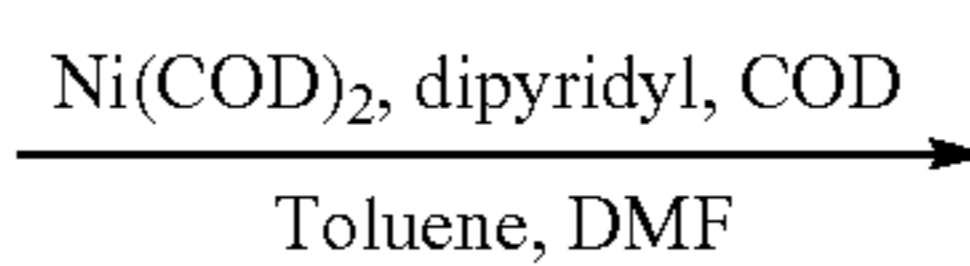 Ni(COD)₂, dipyridyl, COD
Toluene, DMF